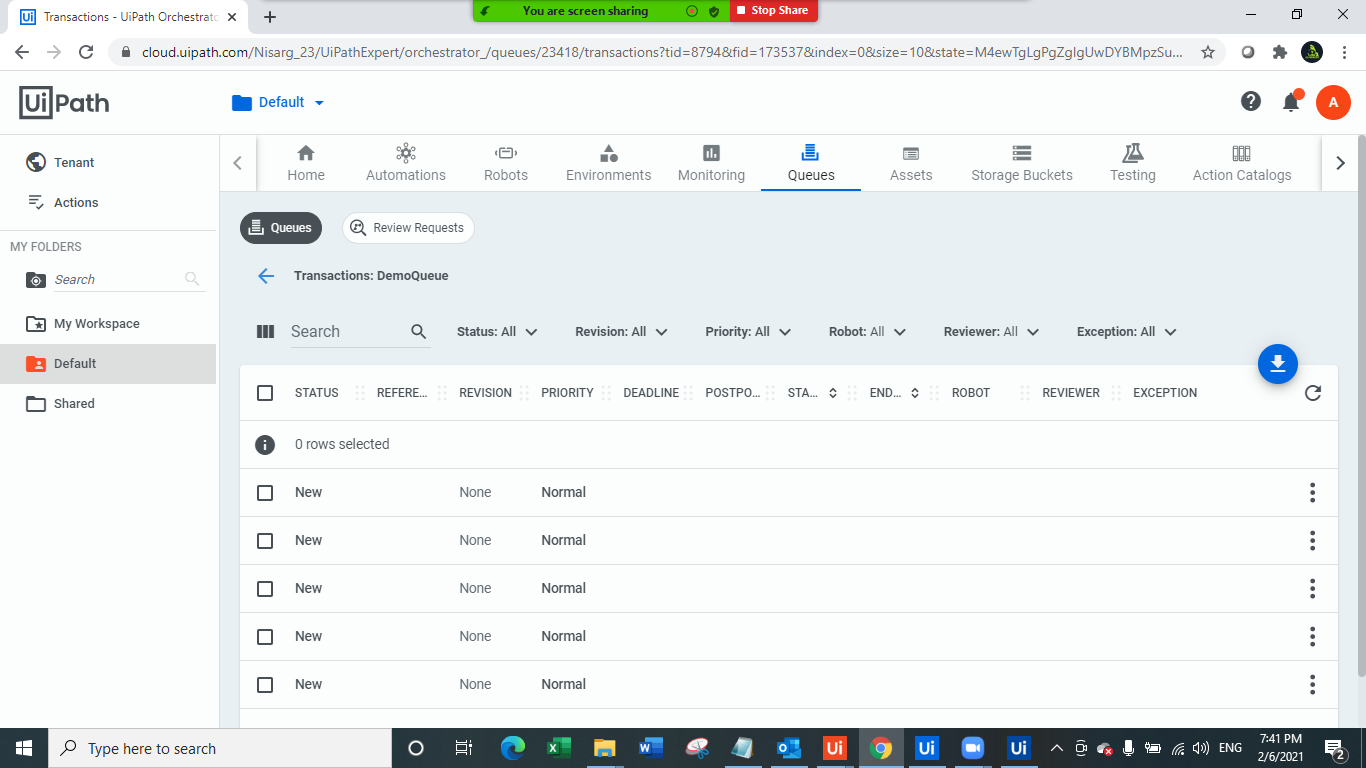 Transactions - UiPath Orchestrato
You are screen sharing
Stop Share
cloud.uipath.com/Nisarg_23/UiPathExpert/orchestrator_/queues/23418/transactions?tid=8794&fid=173537&index=0&size=10&state=M4ewTgLgPgZglgUwDYBMpzSu...
Ui Path
Default
A
Tenant
Actions
MY FOLDERS
Search
My Workspace
Default
Shared
Home
Automations
Robots
Environments
Monitoring
Queues
Assets
Storage Buckets
Testing
Action Catalogs
Queues
Review Requests
Transactions: DemoQueue
Search
Status: All
Revision: All
Priority: All
Robot: All
Reviewer: All
Exception: All
STATUS REFERE... REVISION PRIORITY DEADLINE POSTPO... STA... END... ROBOT REVIEWER EXCEPTION
0 rows selected
New None Normal
New None Normal
New None Normal
New None Normal
New None Normal
Type here to search
ENG
7:41 PM
2/6/2021
2